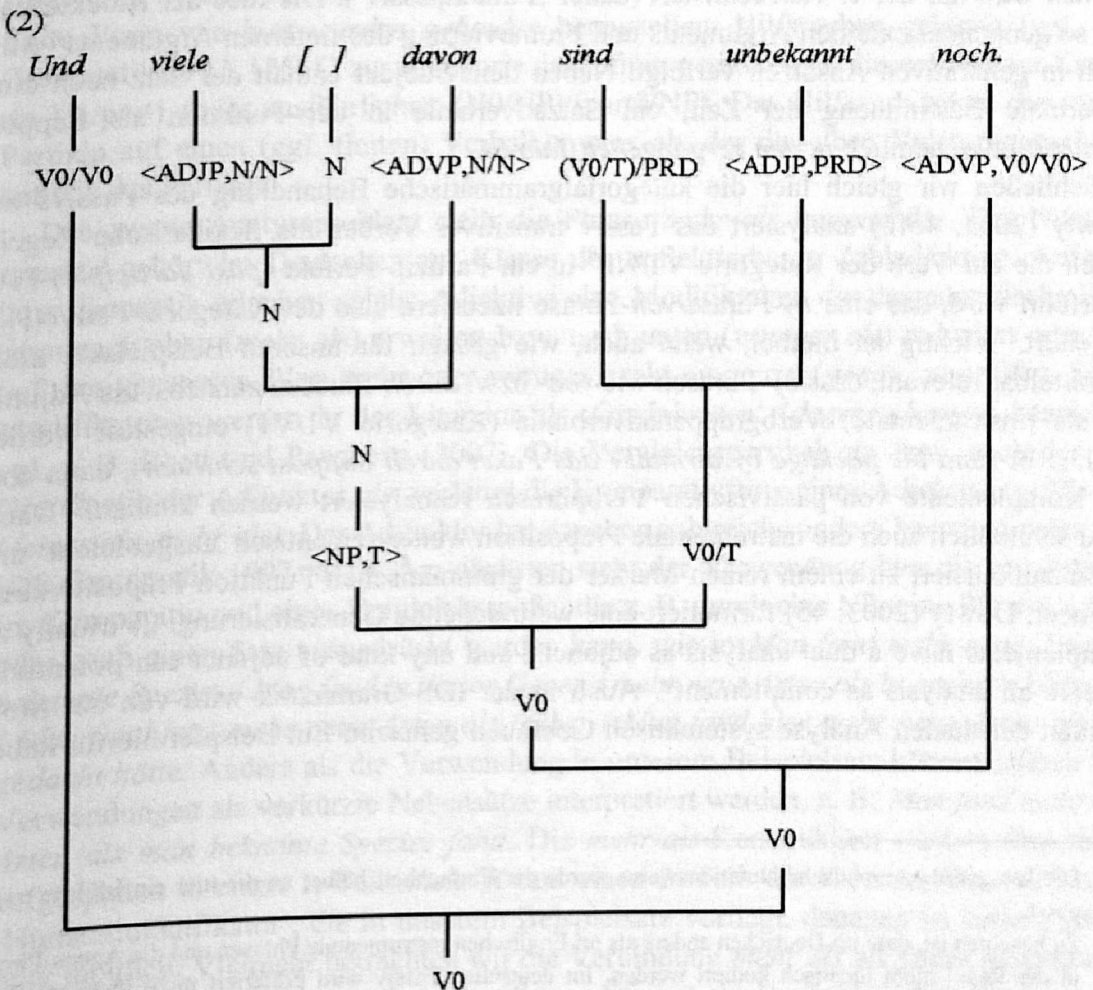 (2)
Und viele [ ] davon sind unbekannt noch.
V0/V0 <ADJP,N/N> N <ADVP,N/N> (V0/T)/PRD <ADJP,PRD> <ADVP,V0/V0>
N
N
N
<NP,T> V0/T
V0
V0
V0